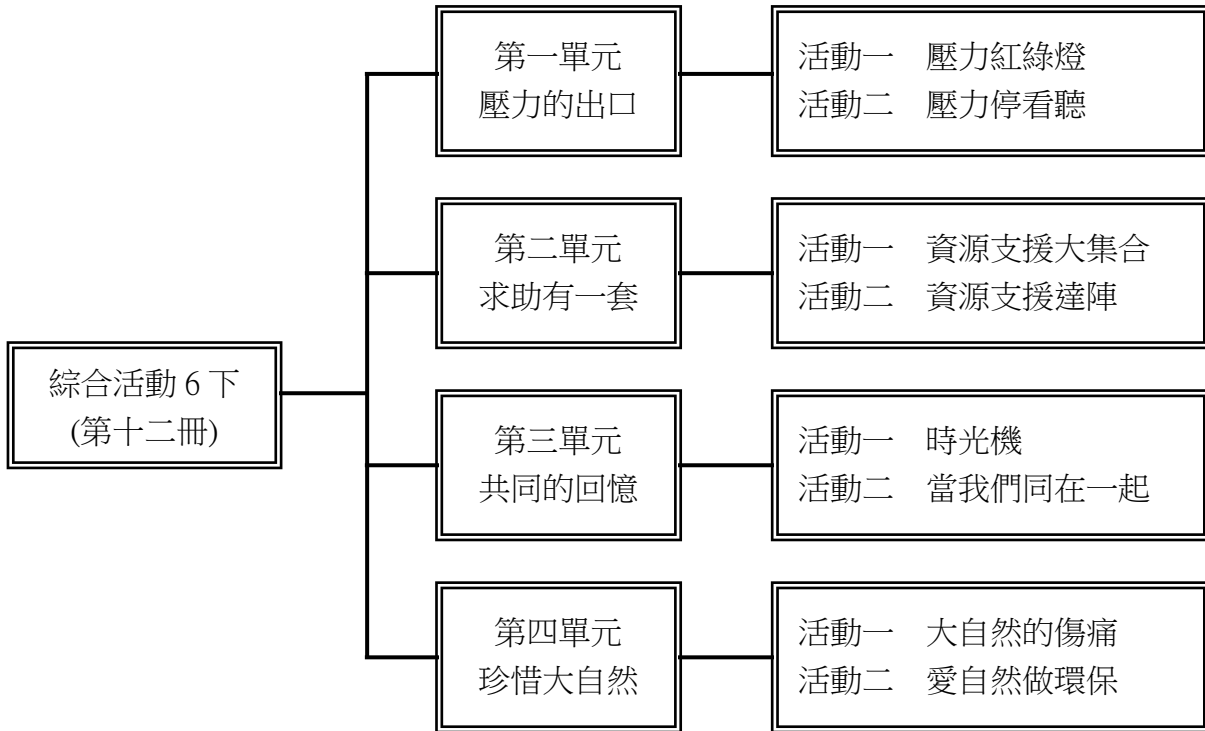 第一單元
壓力的出口
活動一　壓力紅綠燈
活動二　壓力停看聽
第二單元
求助有一套
活動一　資源支援大集合
活動二　資源支援達陣
綜合活動 6 下
(第十二冊)
第三單元
共同的回憶
活動一　時光機
活動二　當我們同在一起
第四單元
珍惜大自然
活動一　大自然的傷痛
活動二　愛自然做環保